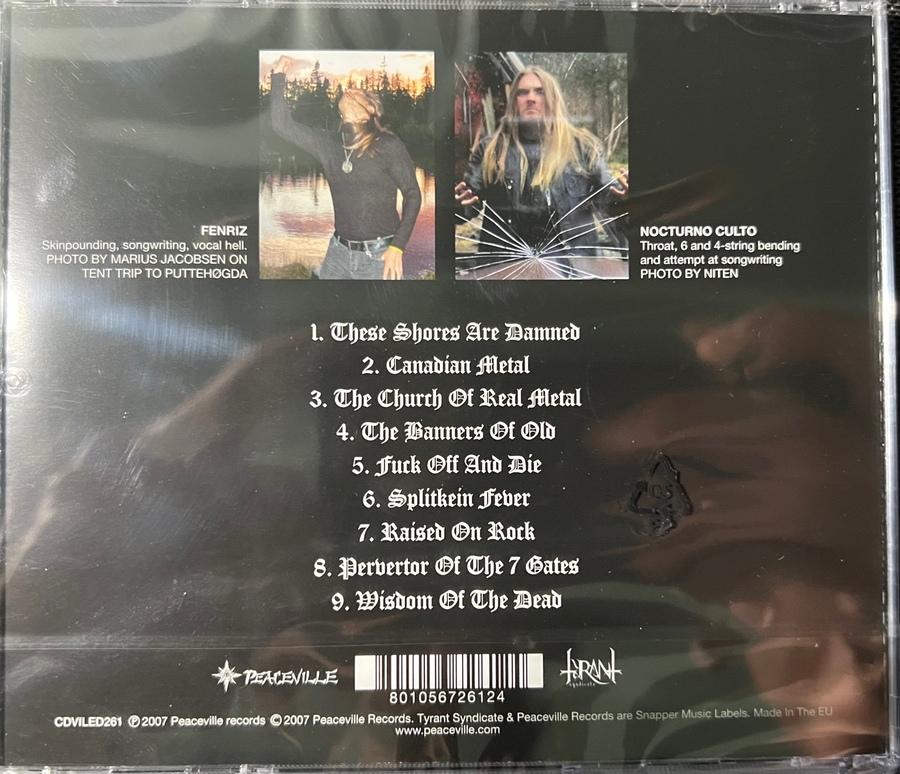 FENRIZ
Skinpounding, songwriting, vocal hell.
PHOTO BY MARIUS JACOBSEN ON
TENT TRIP TO PUTTEHØGDA
NOCTURNO CULTO
Throat, 6 and 4-string bending
and attempt at songwriting
PHOTO BY NITEN
1. These Shores Are Damned
2. Canadian Metal
3. The Church Of Real Metal
4. The Banners Of Old
5. Fuck Off And Die
6. Splitkein Fever
7. Raised On Rock
8. Pervertor Of The 7 Gates
9. Wisdom Of The Dead
PEACEVILLE
TYRANT
syndicate
801056726124
CDVILED261 ℗ 2007 Peaceville records © 2007 Peaceville Records. Tyrant Syndicate & Peaceville Records are Snapper Music Labels. Made In The EU
www.peaceville.com